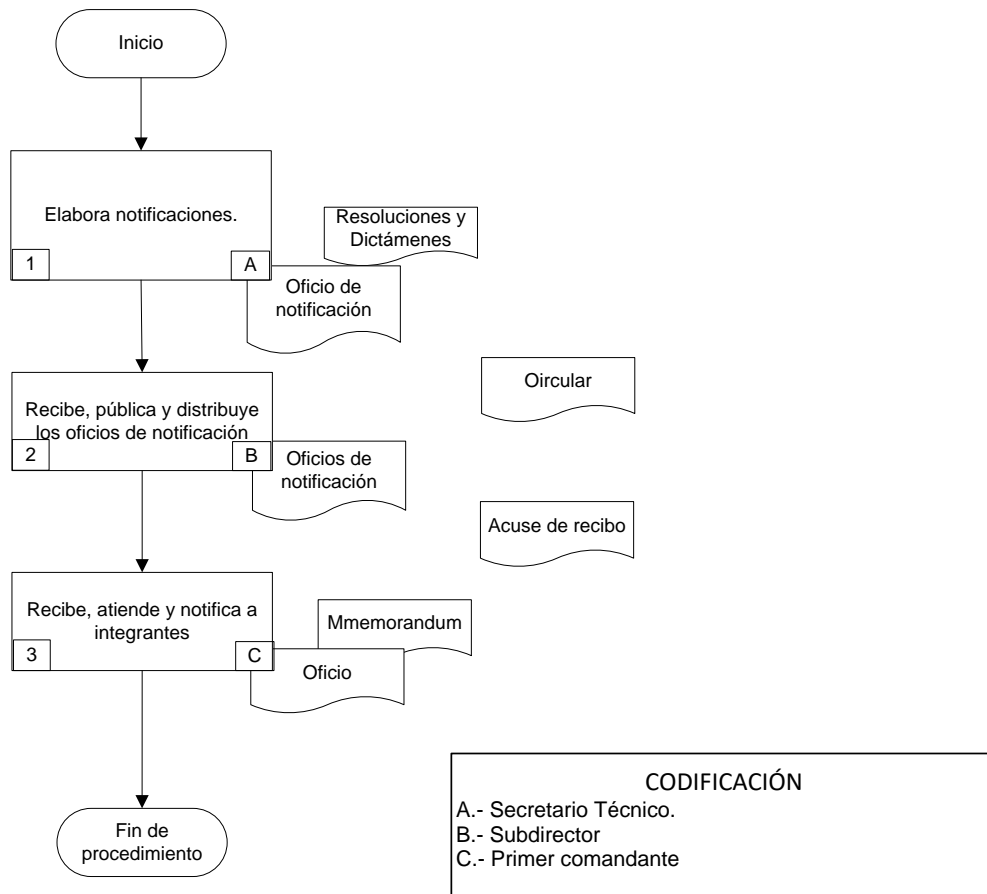 Inicio
Elabora notificaciones.
1
A
Resoluciones y
Dictámenes
Oficio de
notificación
Oircular
Recibe, pública y distribuye
los oficios de notificación
2
B
Oficios de
notificación
Acuse de recibo
Recibe, atiende y notifica a
integrantes
3
C
Mmemorandum
Oficio
Fin de
procedimiento
CODIFICACIÓN
A.- Secretario Técnico.
B.- Subdirector
C.- Primer comandante